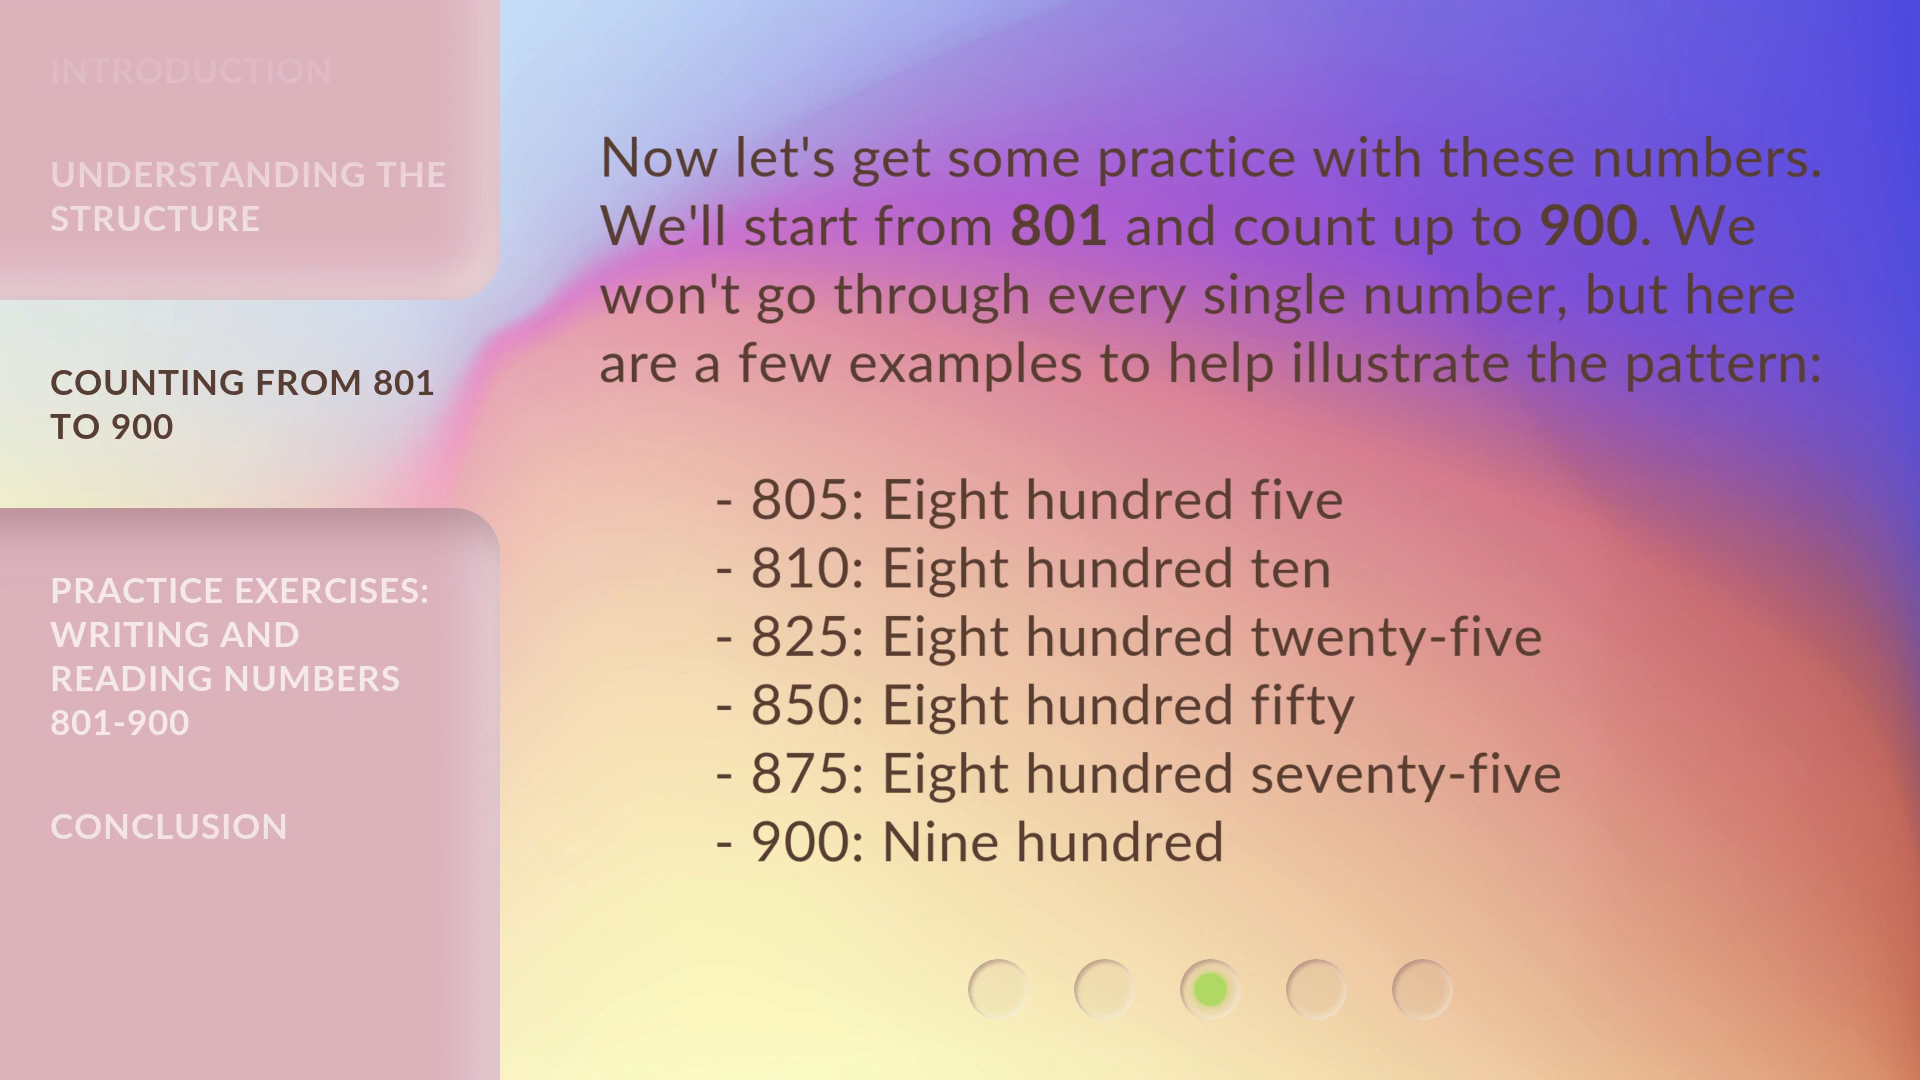 INTRODUCTION
UNDERSTANDING THE
STRUCTURE
COUNTING FROM 801
TO 900
PRACTICE EXERCISES:
WRITING AND
READING NUMBERS
801-900
CONCLUSION
Now let's get some practice with these numbers.
We'll start from 801 and count up to 900. We
won't go through every single number, but here
are a few examples to help illustrate the pattern:
- 805: Eight hundred five
- 810: Eight hundred ten
- 825: Eight hundred twenty-five
- 850: Eight hundred fifty
- 875: Eight hundred seventy-five
- 900: Nine hundred